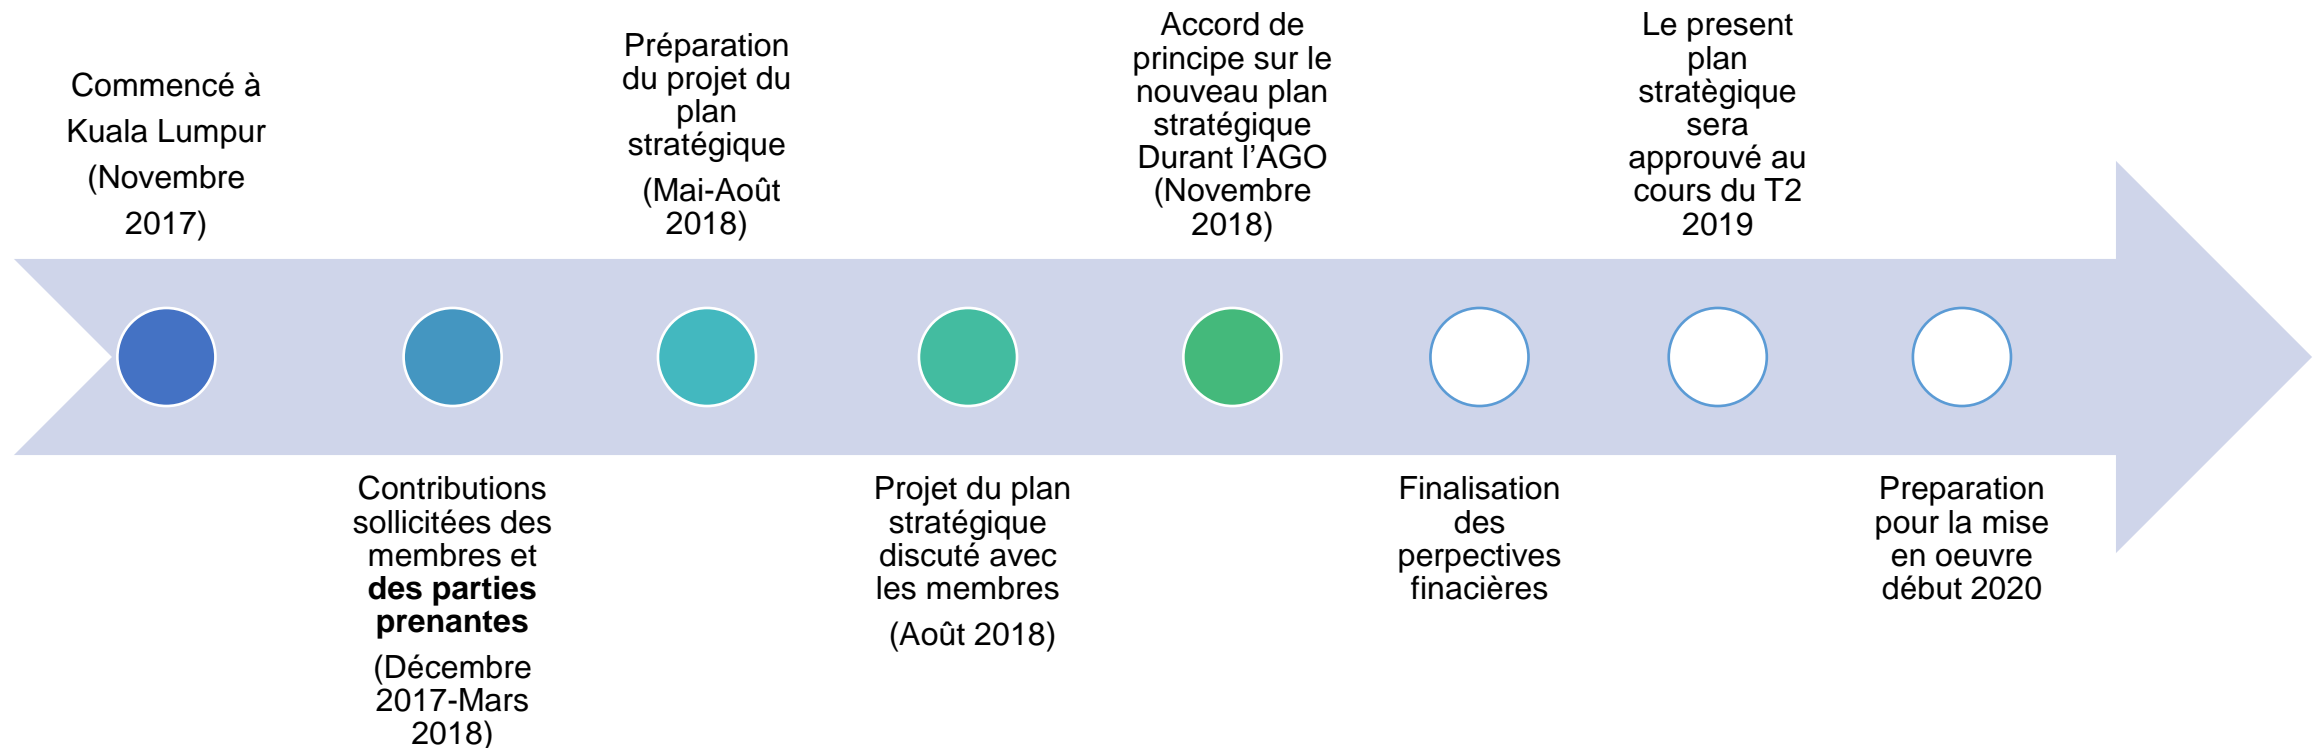 Commencé à
Kuala Lumpur
(Novembre
2017)
Contributions
sollicitées des
membres et
des parties
prenantes
(Décembre
2017-Mars
2018)
Préparation
du projet du
plan
stratégique
(Mai-Août
2018)
Projet du plan
stratégique
discuté avec
les membres
(Août 2018)
Accord de
principe sur le
nouveau plan
stratégique
Durant l’AGO
(Novembre
2018)
Finalisation
des
perpectives
finacières
Le present
plan
stratègique
sera
approuvé au
cours du T2
2019
Preparation
pour la mise
en oeuvre
début 2020